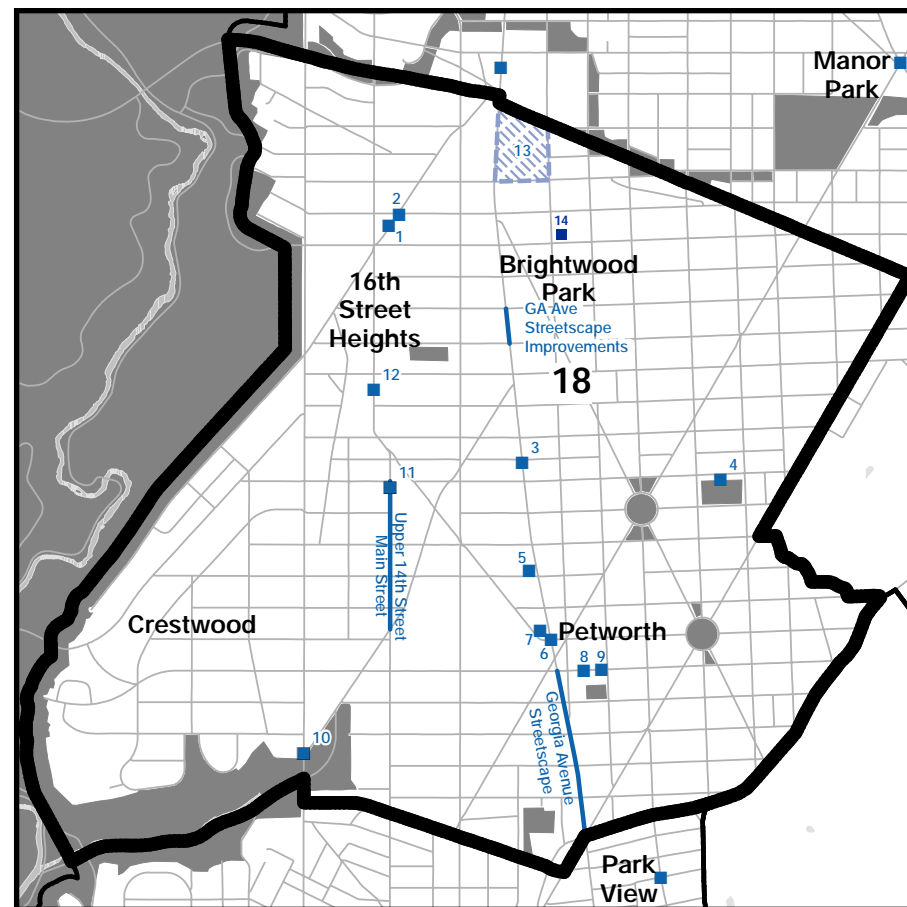 Manor
Park
13
2
1
14
Brightwood
Park
16th
Street
Heights
GA Ave
Streetscape
Improvements
18
12
3
4
11
Upper 14th Street
Main Street
5
Crestwood
7
6
Petworth
8
9
Georgia Avenue
Streetscape
10
Park
View